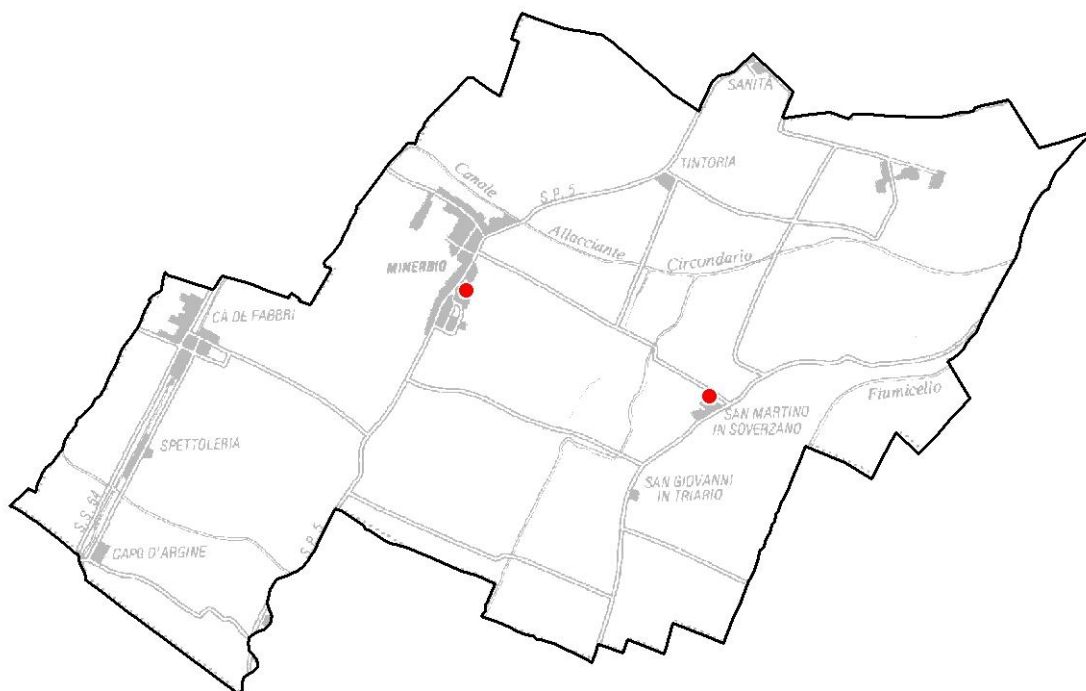 SANITÀ
TINTORIA
Canale
S.P. 5
Allacciante
Circondario
MINERBIO
CÀ DE FABBRI
Fiumicello
SAN MARTINO
IN SOVERZANO
SPETTOLERIA
SAN GIOVANNI
IN TRIARIO
S.S. 64
S.P. 5
CAPO D'ARGINE